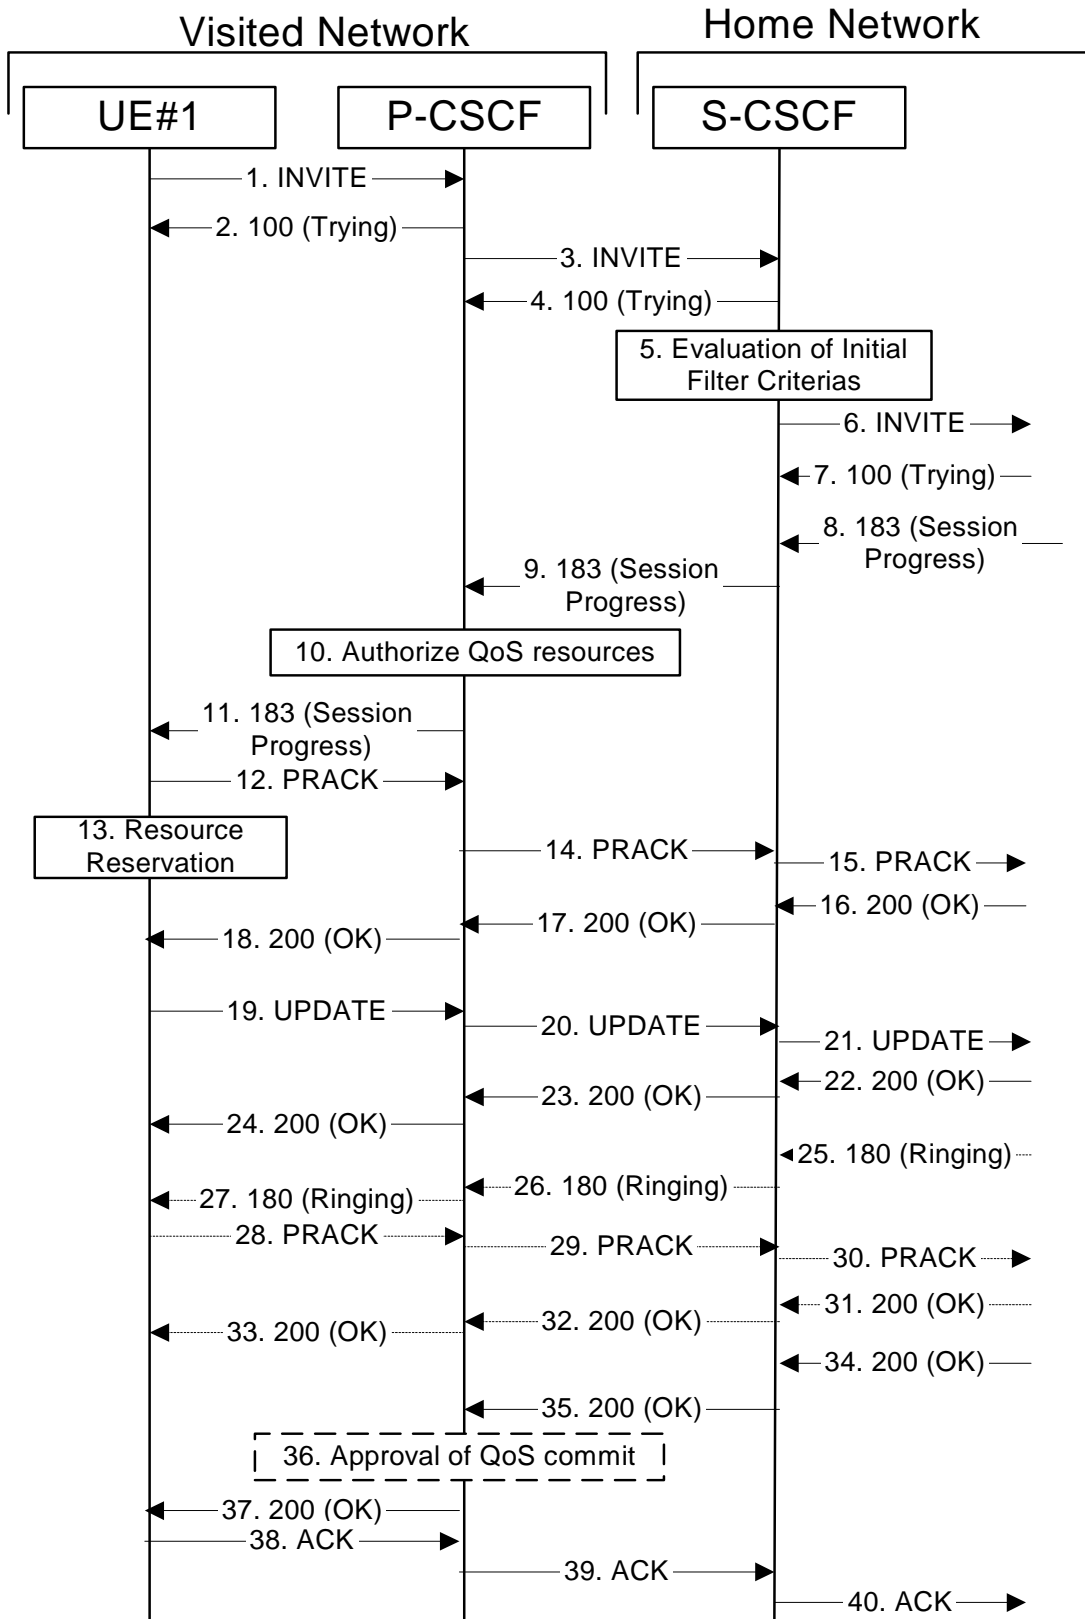 Visited Network
Home Network
UE#1
P-CSCF
S-CSCF
1. INVITE
2. 100 (Trying)
3. INVITE
4. 100 (Trying)
5. Evaluation of Initial
Filter Criterias
6. INVITE
7. 100 (Trying)
8. 183 (Session
Progress)
9. 183 (Session
Progress)
10. Authorize QoS resources
11. 183 (Session
Progress)
12. PRACK
13. Resource
Reservation
14. PRACK
15. PRACK
16. 200 (OK)
17. 200 (OK)
18. 200 (OK)
19. UPDATE
20. UPDATE
21. UPDATE
22. 200 (OK)
23. 200 (OK)
24. 200 (OK)
25. 180 (Ringing)
26. 180 (Ringing)
27. 180 (Ringing)
28. PRACK
29. PRACK
30. PRACK
31. 200 (OK)
32. 200 (OK)
33. 200 (OK)
34. 200 (OK)
35. 200 (OK)
36. Approval of QoS commit
37. 200 (OK)
38. ACK
39. ACK
40. ACK